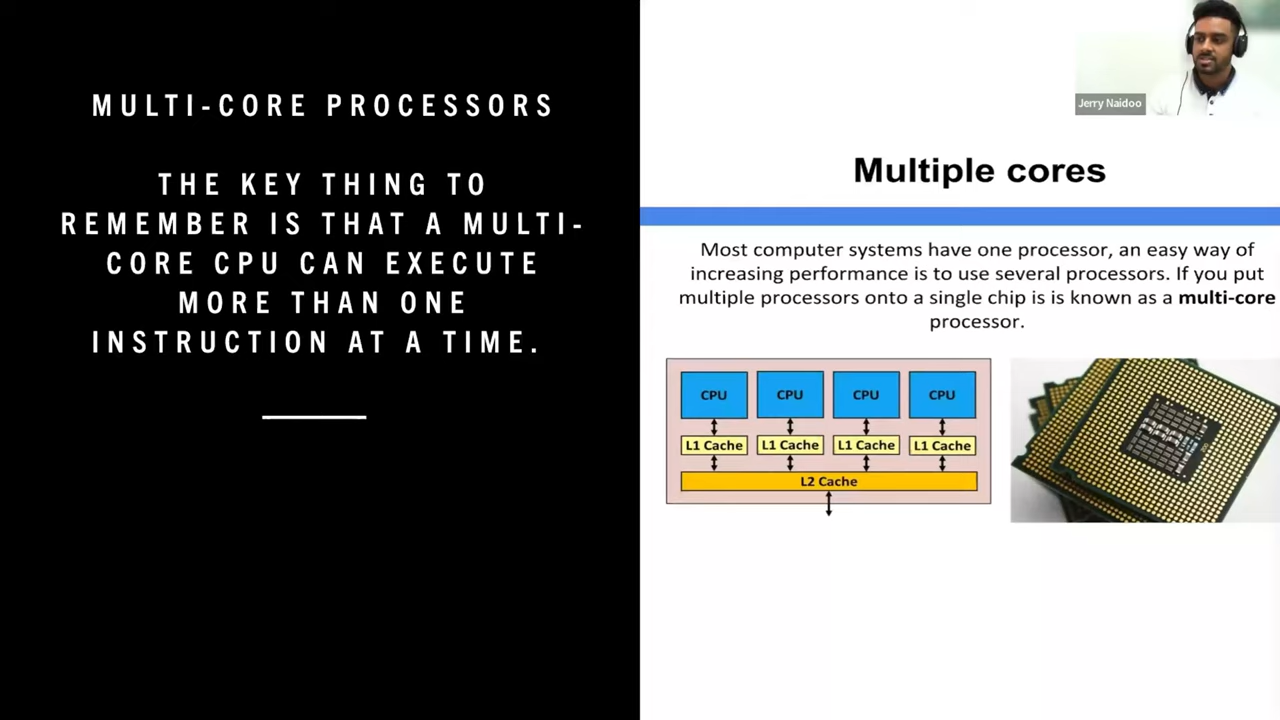 MULTI-CORE PROCESSORS
THE KEY THING TO
REMEMBER IS THAT A MULTI-
CORE CPU CAN EXECUTE
MORE THAN ONE
INSTRUCTION AT A TIME.
Jerry Naidoo
Multiple cores
Most computer systems have one processor, an easy way of
increasing performance is to use several processors. If you put
multiple processors onto a single chip is is known as a multi-core
processor.
CPU CPU CPU CPU
L1 Cache L1 Cache L1 Cache L1 Cache
L2 Cache